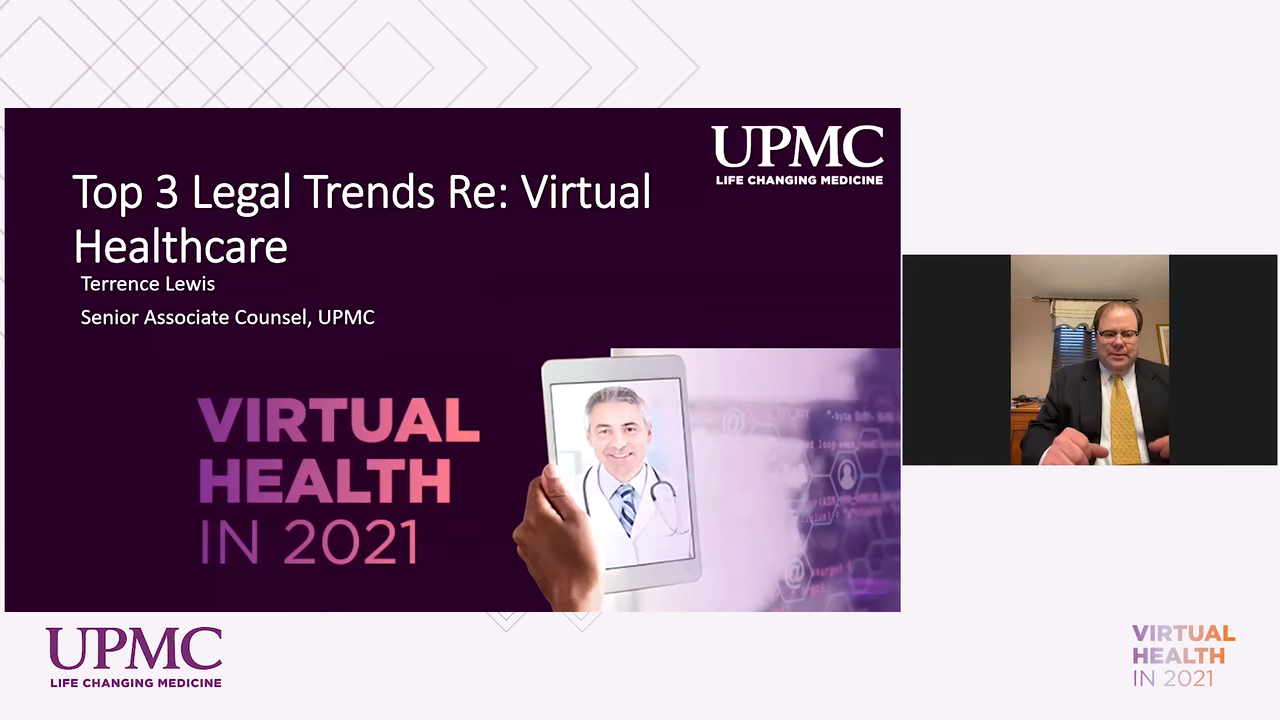 UPMC
LIFE CHANGING MEDICINE
Top 3 Legal Trends Re: Virtual
Healthcare
Terrence Lewis
Senior Associate Counsel, UPMC
VIRTUAL
HEALTH
IN 2021
UPMC
LIFE CHANGING MEDICINE
VIRTUAL
HEALTH
IN 2021